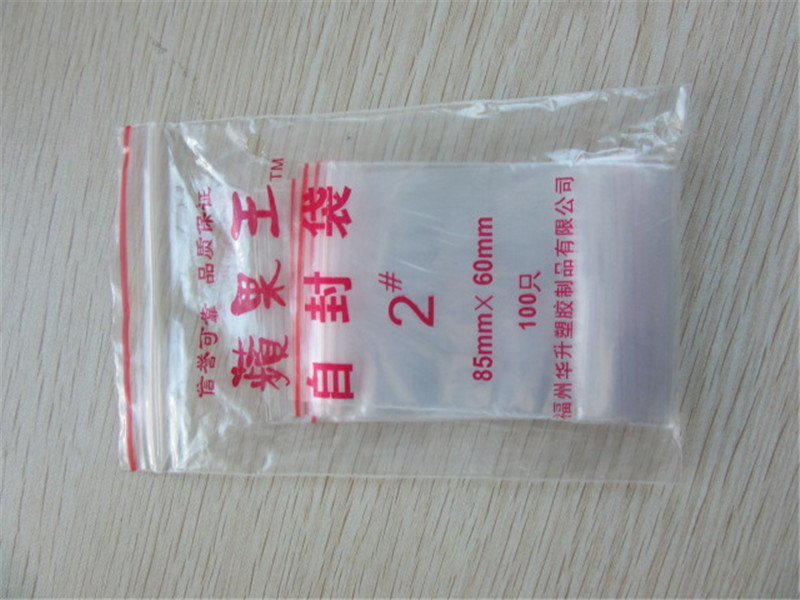 信誉可靠 品质保证
蘋果王™
自封袋
2#
85mm×60mm
100只
福州华升塑胶制品有限公司